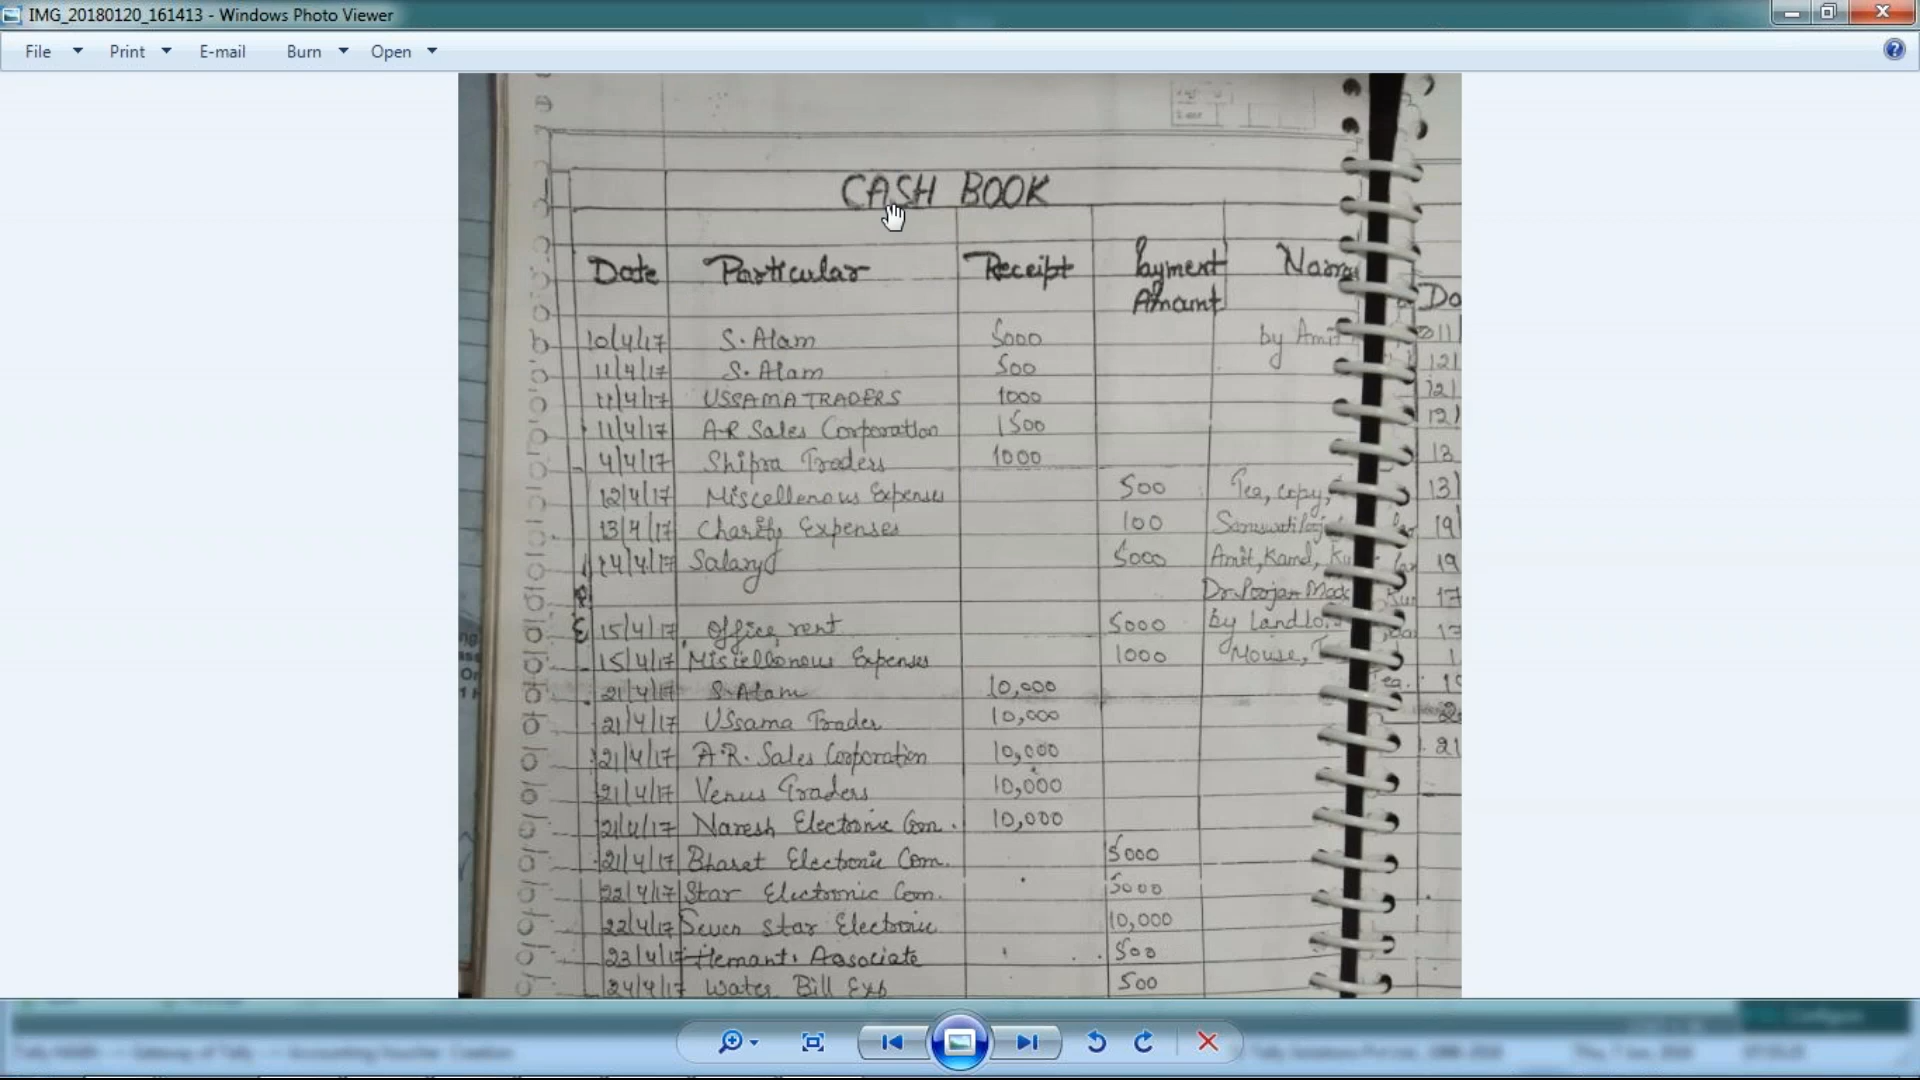 IMG_20180120_161413 - Windows Photo Viewer
File Print E-mail Burn Open
CASH BOOK
Date Particular Receipt Payment Amount
10/4/17 S. Alam 5000 by Amit
11/4/17 S. Alam 500
11/4/17 USSAMA TRADERS 1000
11/4/17 A-R Sales Corporation 1500
4/4/17 Shipra Traders 1000
12/4/17 Miscellenous Expenses 500 Tea, copy,
13/4/17 Charity Expenses 100
14/4/17 Salary 5000 Amit, Kamd,
15/4/17 Office rent 5000 by Landlo
15/4/17 Miscellonous Expenses 1000 Mouse,
21/4/17 S. Alam 10,000
21/4/17 USsama Trader 10,000
21/4/17 A.R. Sales Corporation 10,000
21/4/17 Venus Traders 10,000
21/4/17 Naresh Electronic Com. 10,000
21/4/17 Bharat Electronic Com. 5000
22/4/17 Star Electronic Com. 5000
22/4/17 Seven Star Electronic 10,000
23/4/17 Hemant. Associate 500
24/4/17 Water Bill Exp 500